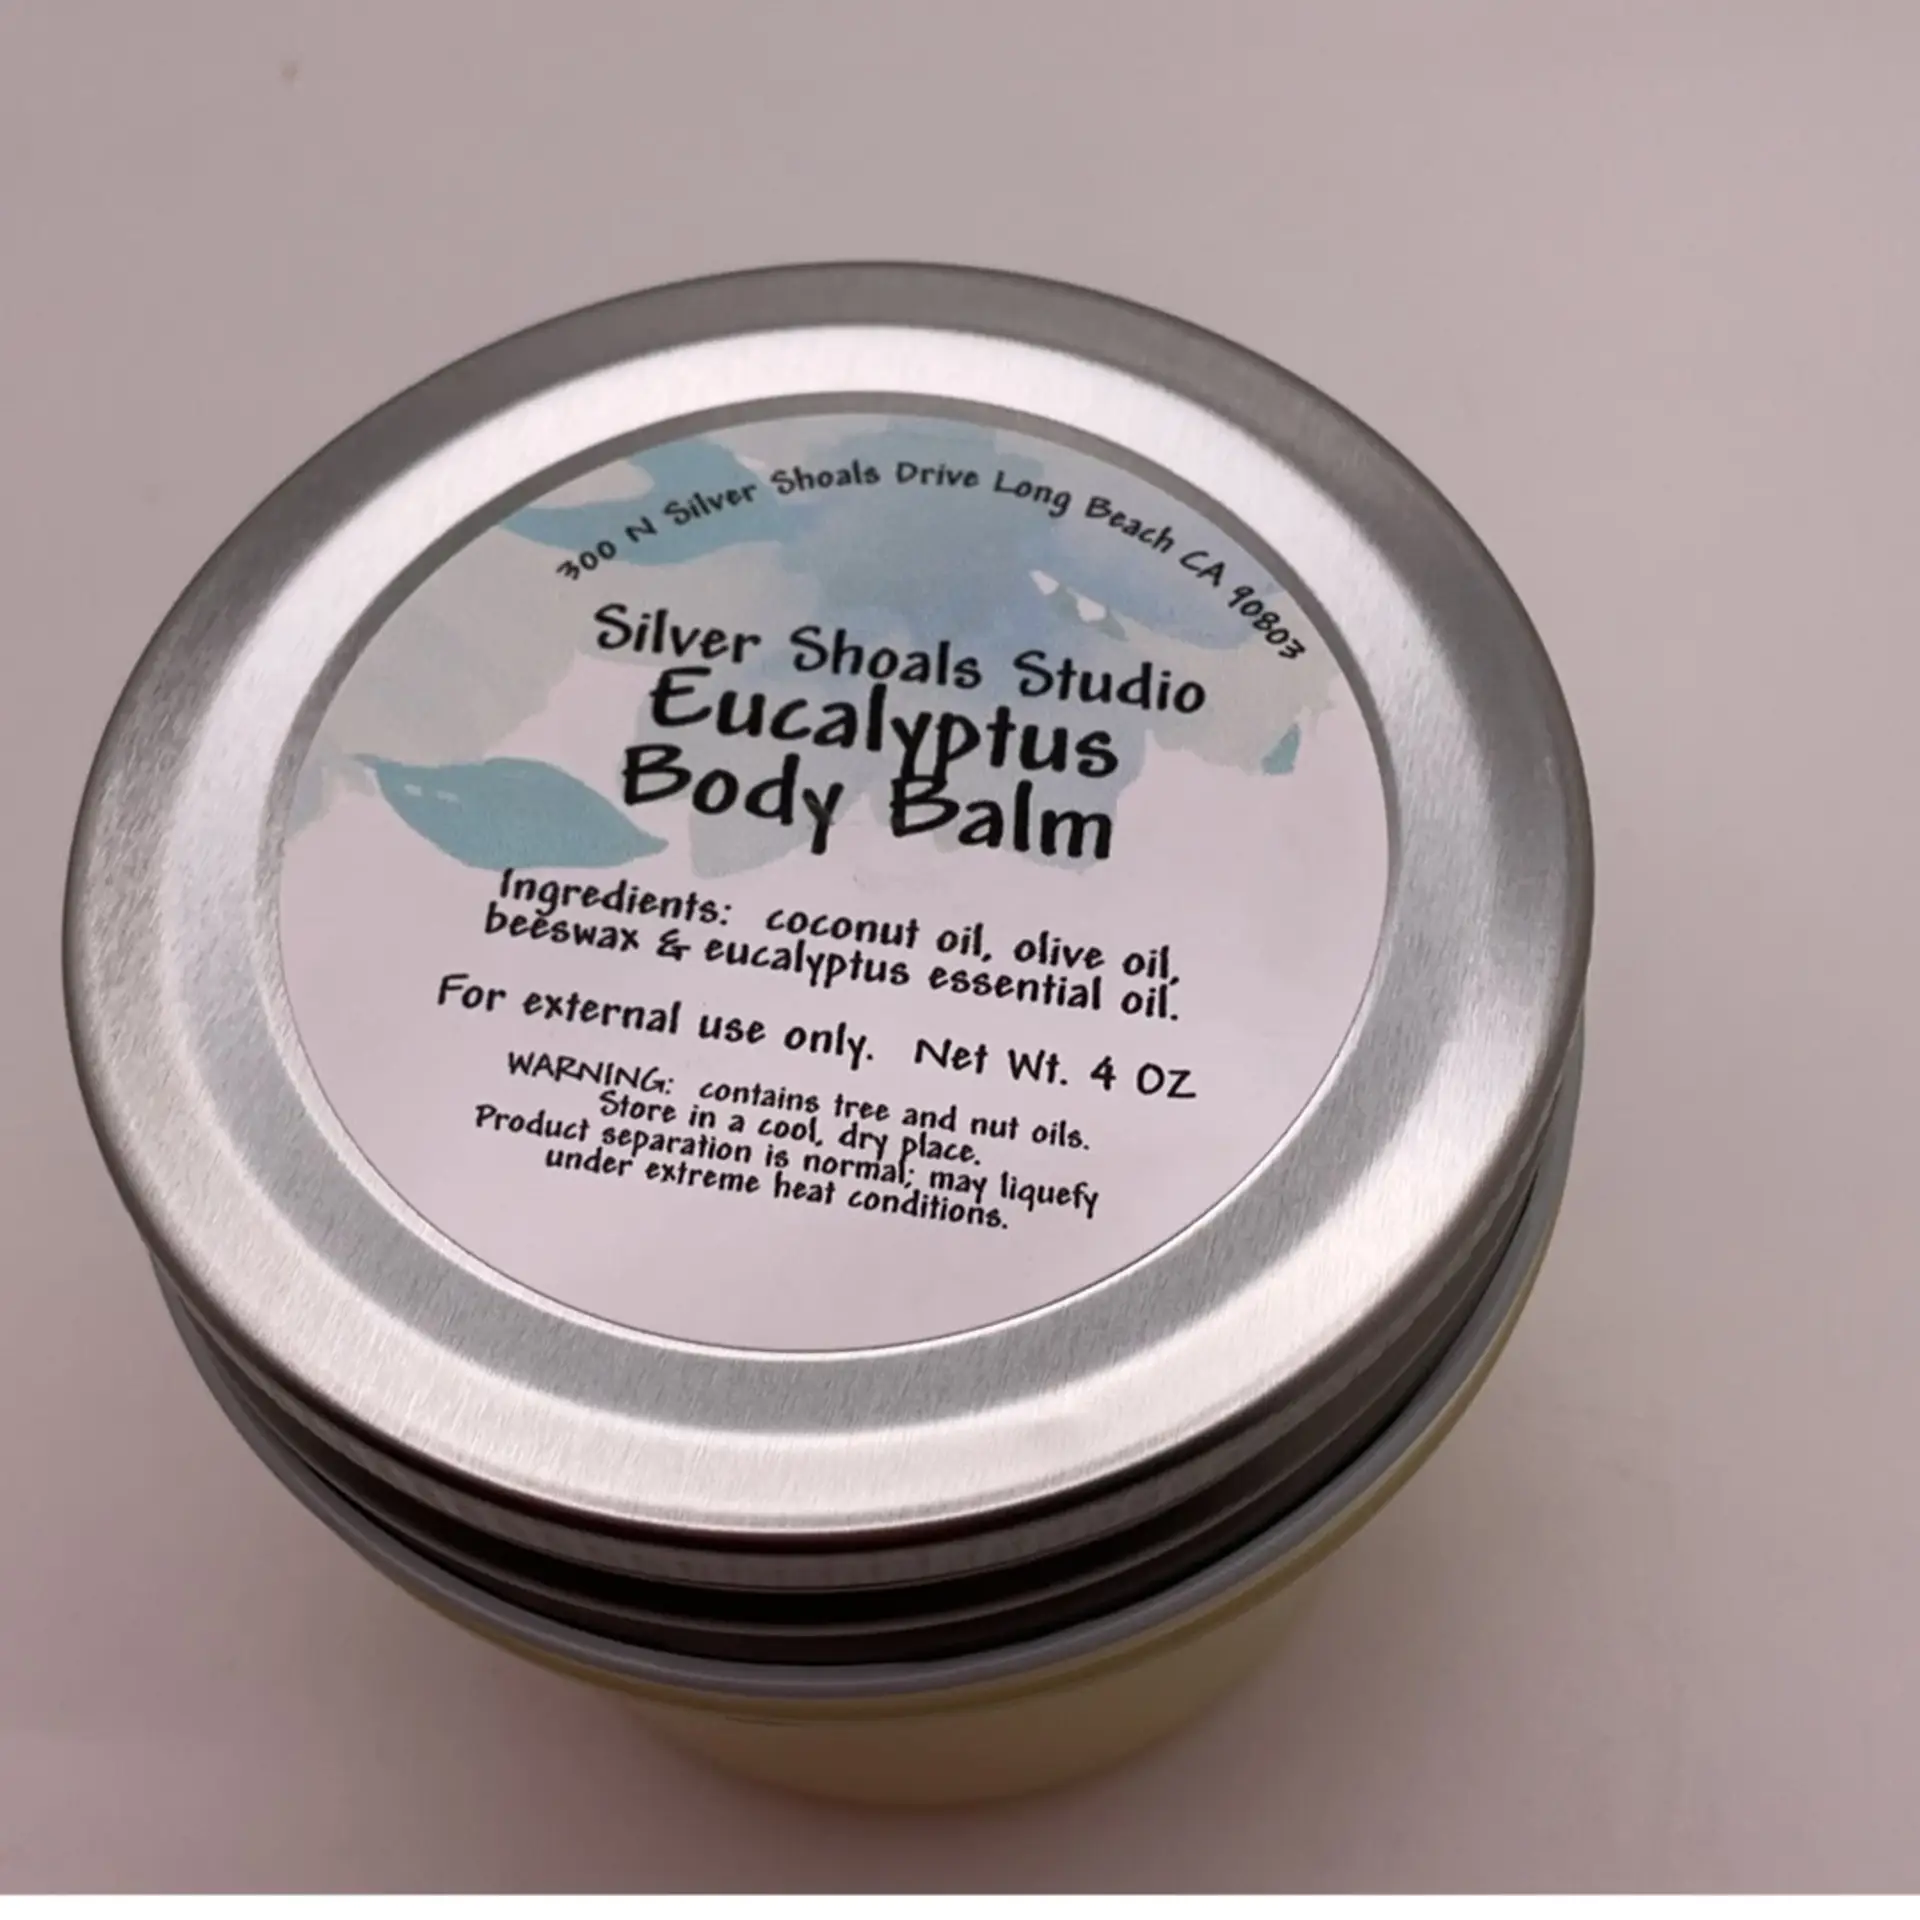 300 N Silver Shoals Drive Long Beach CA 90803
Silver Shoals Studio
Eucalyptus
Body Balm
Ingredients: coconut oil, olive oil,
beeswax & eucalyptus essential oil.
For external use only. Net Wt. 4 OZ
WARNING: contains tree and nut oils.
Store in a cool, dry place.
Product separation is normal; may liquefy
under extreme heat conditions.